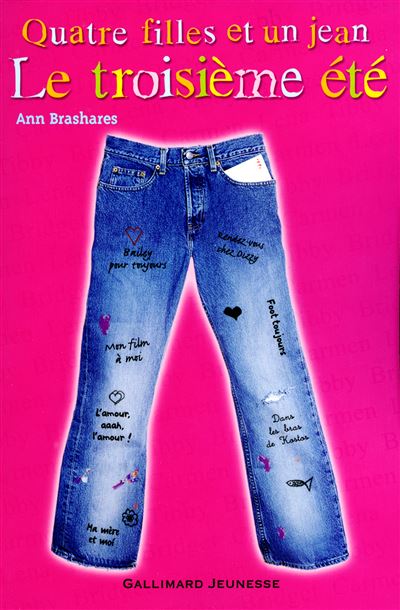 Quatre filles et un jean
Le troisième été
Ann Brashares
Bailey
pour toujours
Rendez-vous
chez Dizzy
Foot toujours
Mon film
à moi
L'amour,
aaah,
l'amour !
Dans
les bras
de Kostos
Ma mère
et moi
GALLIMARD JEUNESSE